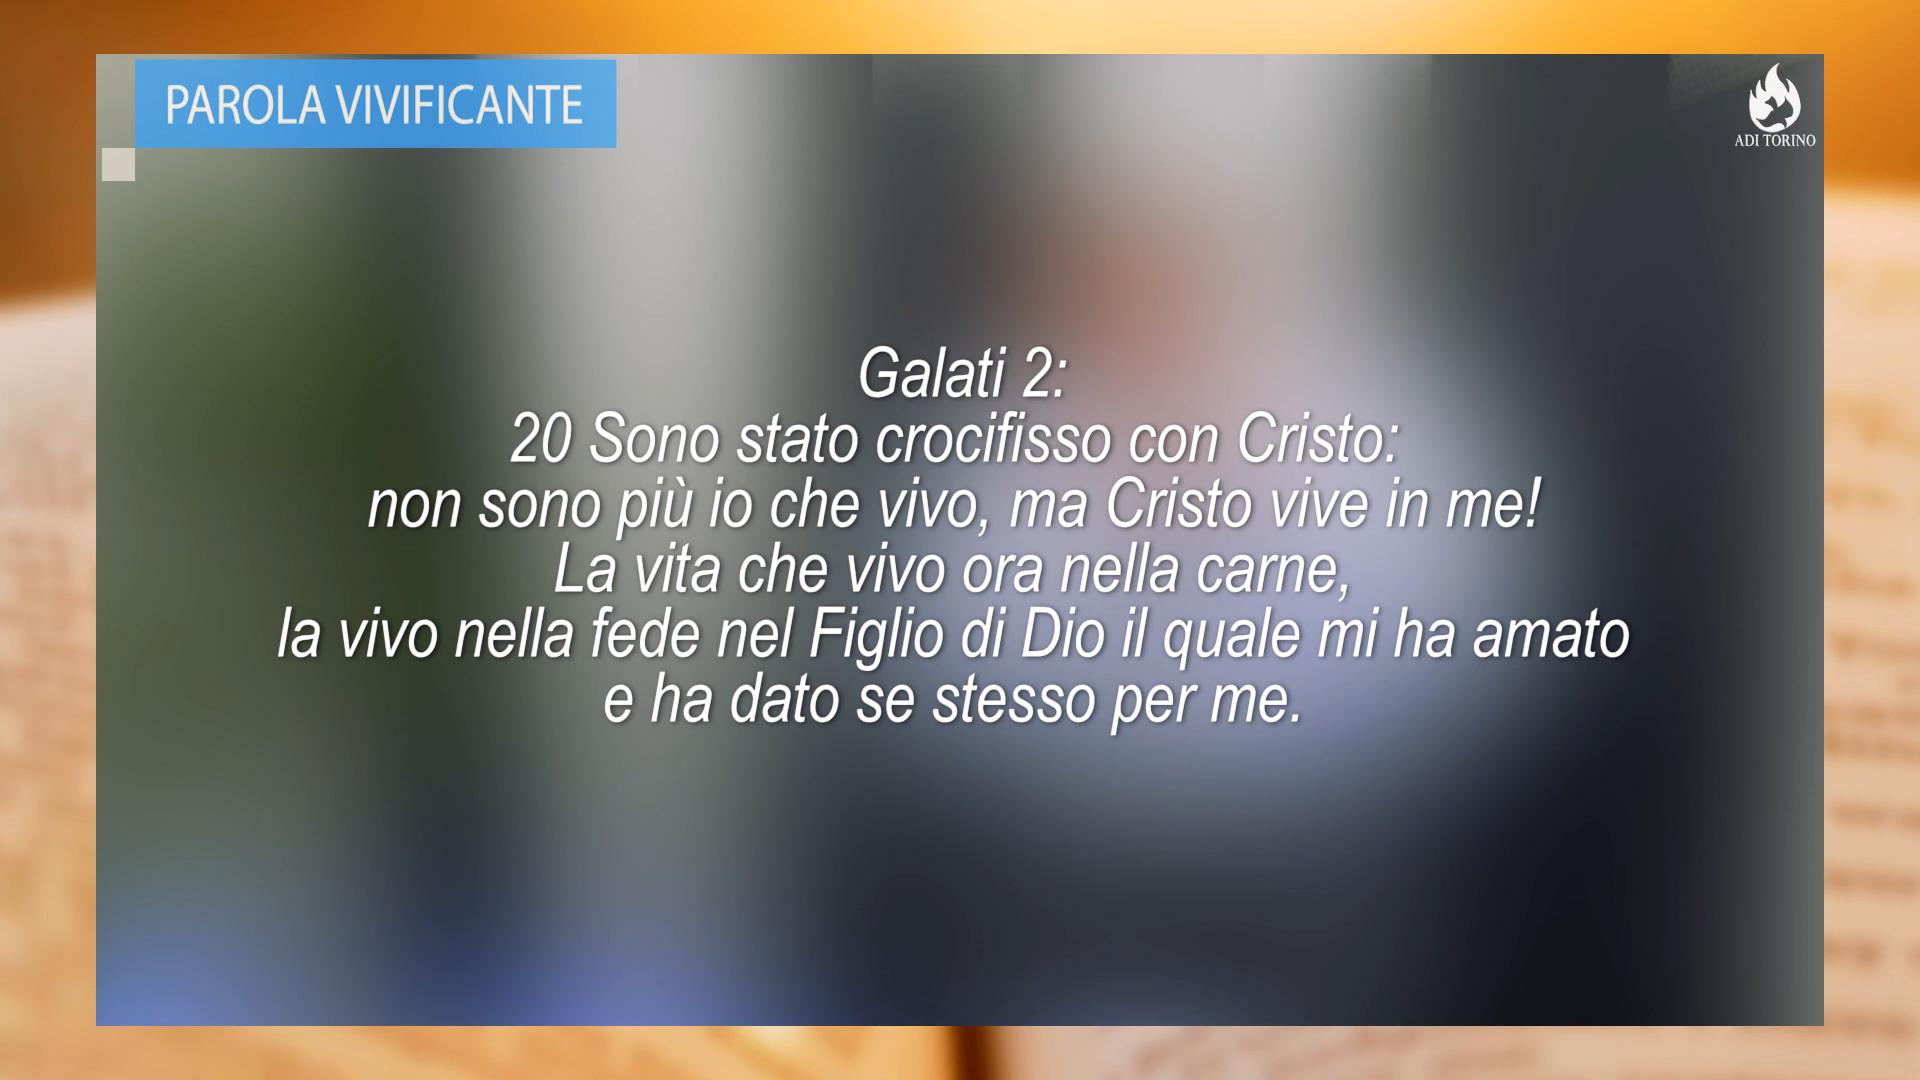 PAROLA VIVIFICANTE
ADI TORINO
Galati 2:
20 Sono stato crocifisso con Cristo:
non sono più io che vivo, ma Cristo vive in me!
La vita che vivo ora nella carne,
la vivo nella fede nel Figlio di Dio il quale mi ha amato
e ha dato se stesso per me.